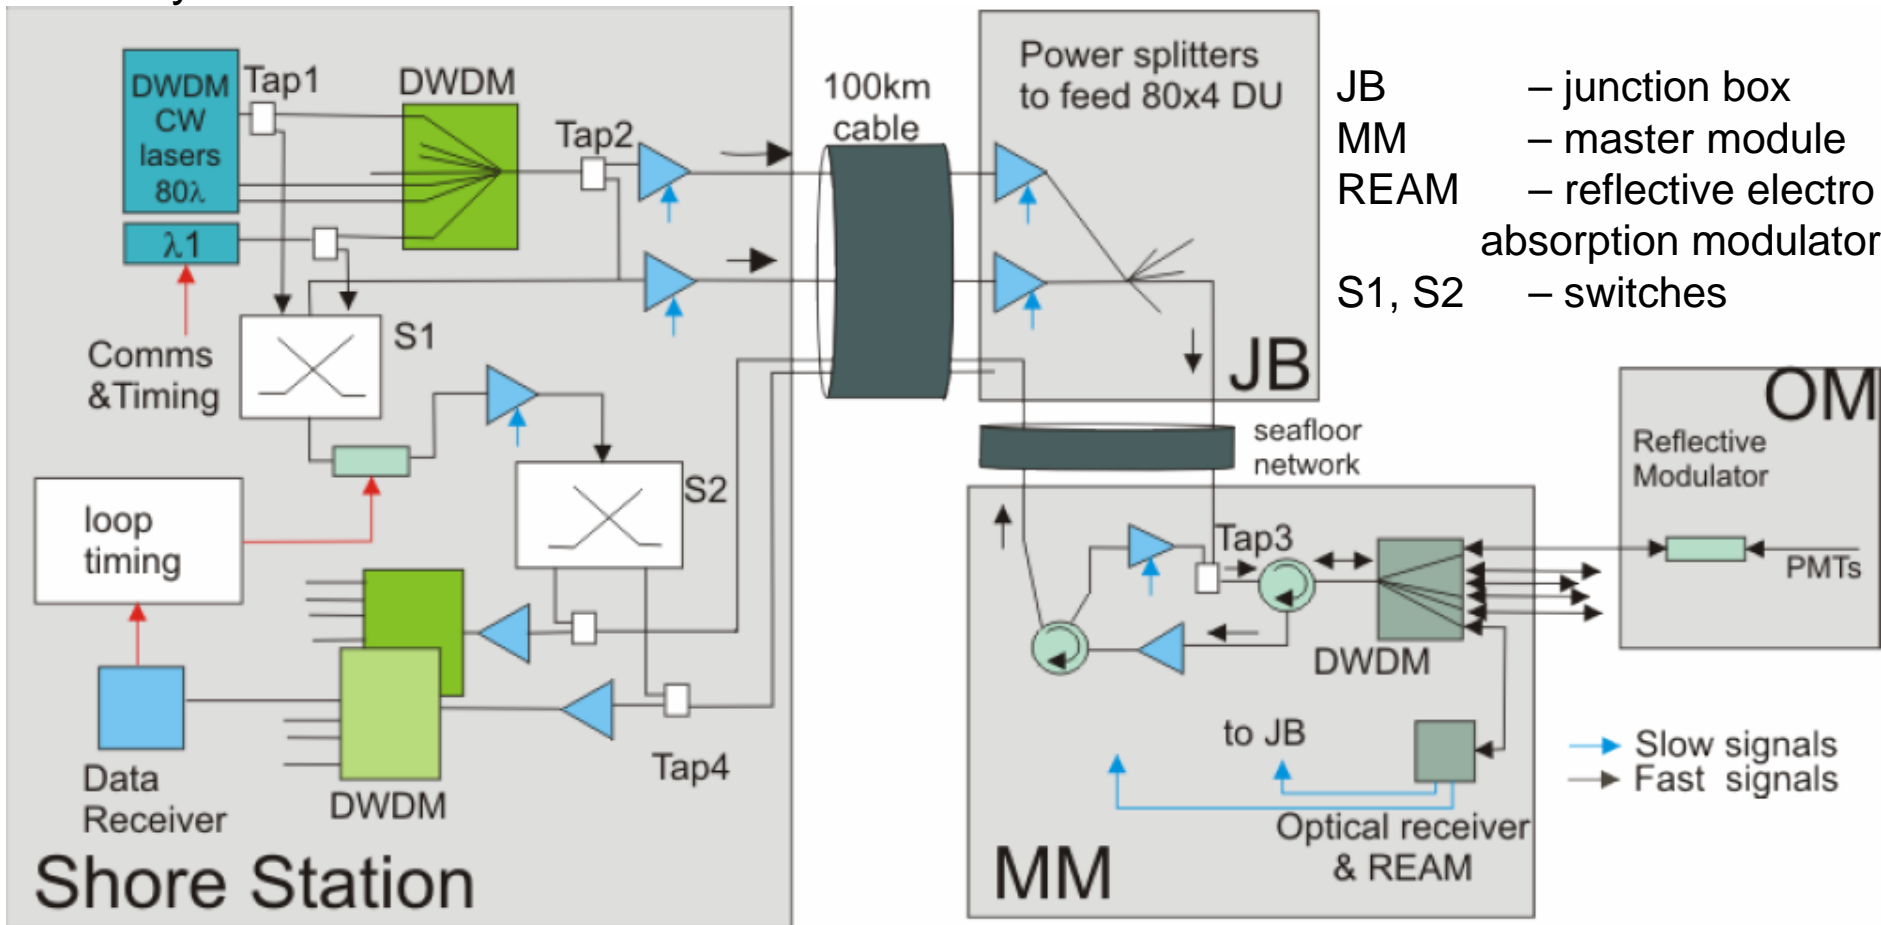 DWDM
CW
lasers
80λ
Tap1
DWDM
λ1
Comms
&Timing
S1
Tap2
100km
cable
Power splitters
to feed 80x4 DU
JB
JB – junction box
MM – master module
REAM – reflective electro
absorption modulator
S1, S2 – switches
loop
timing
S2
Data
Receiver
DWDM
Tap4
Shore Station
seafloor
network
Tap3
DWDM
to JB
Optical receiver
& REAM
MM
OM
Reflective
Modulator
PMTs
Slow signals
Fast signals